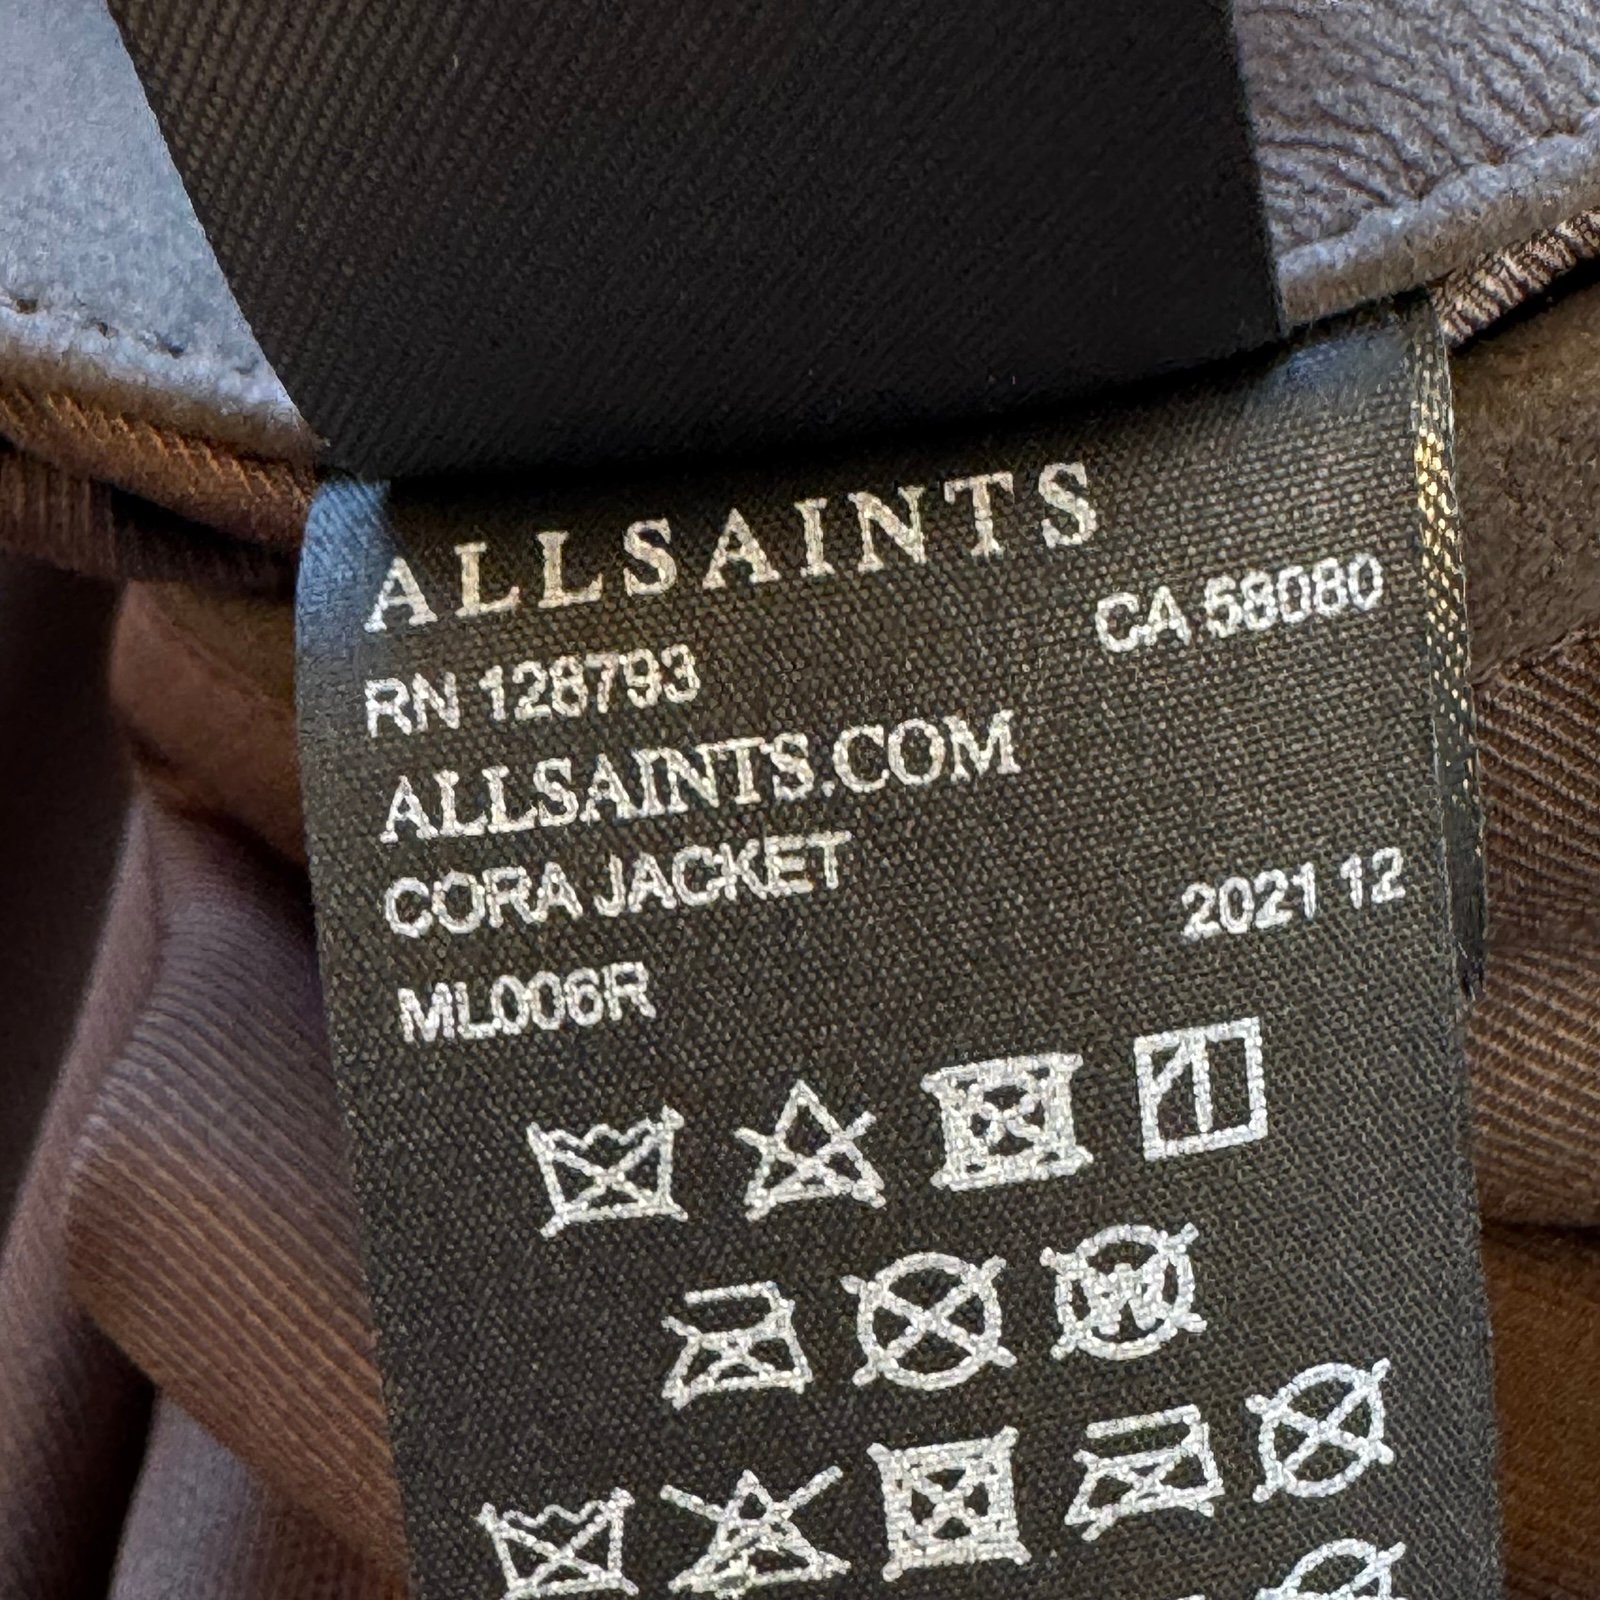 ALLSAINTS
RN 128793 CA 58080
ALLSAINTS.COM
CORA JACKET 2021 12
ML006R
W